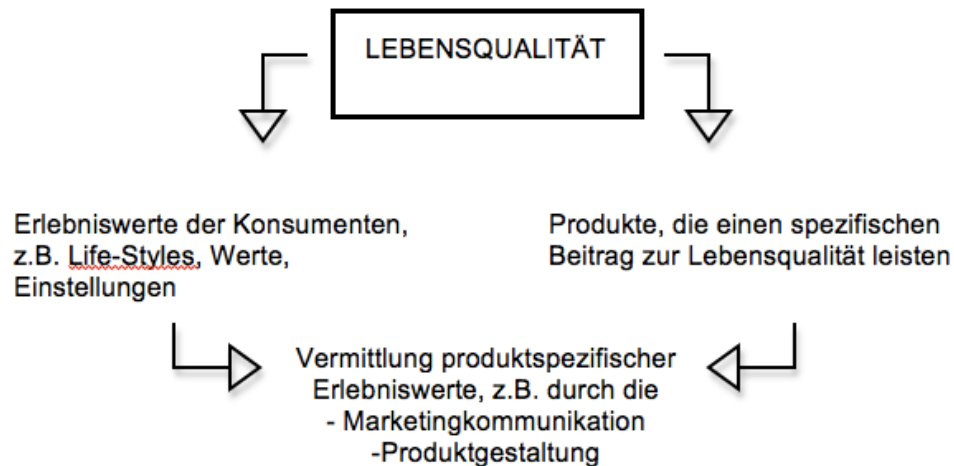 LEBENSQUALITÄT
Erlebniswerte der Konsumenten,
z.B. Life-Styles, Werte,
Einstellungen
Produkte, die einen spezifischen
Beitrag zur Lebensqualität leisten
Vermittlung produktspezifischer
Erlebniswerte, z.B. durch die
- Marketingkommunikation
-Produktgestaltung